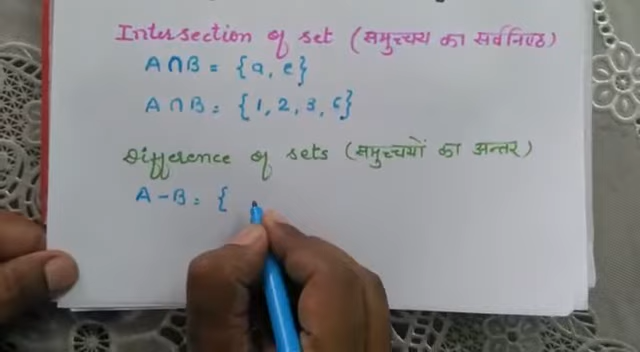 Intersection of set (समुच्चय का सर्वनिष्ठ)
A∩B = {a, e}
A∩B = {1, 2, 3, 6}
Difference of sets (समुच्चयों का अन्तर)
A-B = {